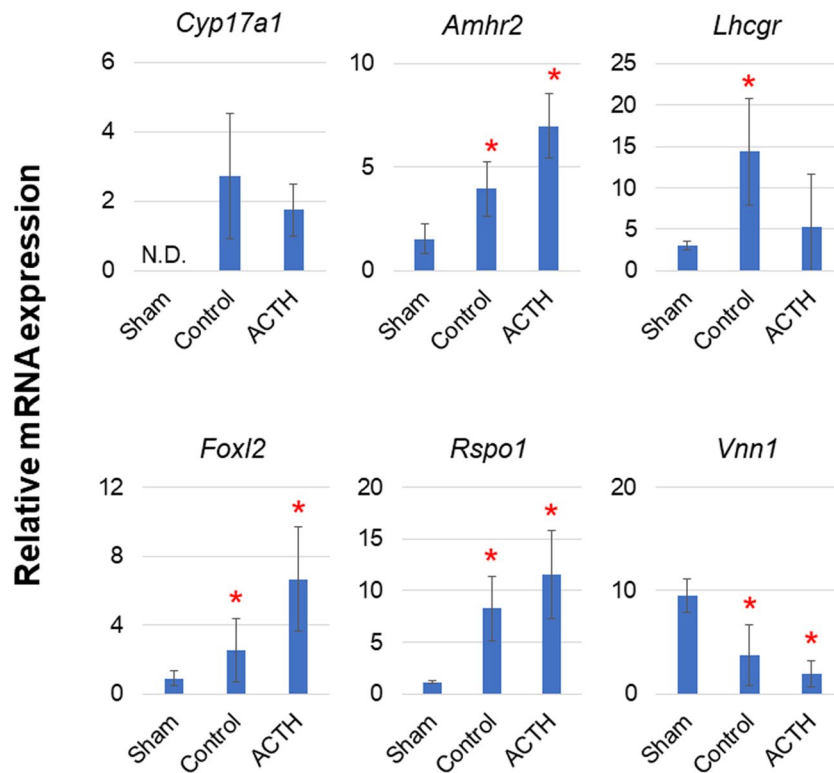 Relative mRNA expression
Cyp17a1
6
4
2
0
N.D.
Sham
Control
ACTH
Amhr2
10
5
0
*
*
Sham
Control
ACTH
Lhcgr
25
20
15
10
5
0
*
Sham
Control
ACTH
Foxl2
12
8
4
0
*
*
Sham
Control
ACTH
Rspo1
20
15
10
5
0
*
*
Sham
Control
ACTH
Vnn1
20
10
0
*
*
Sham
Control
ACTH